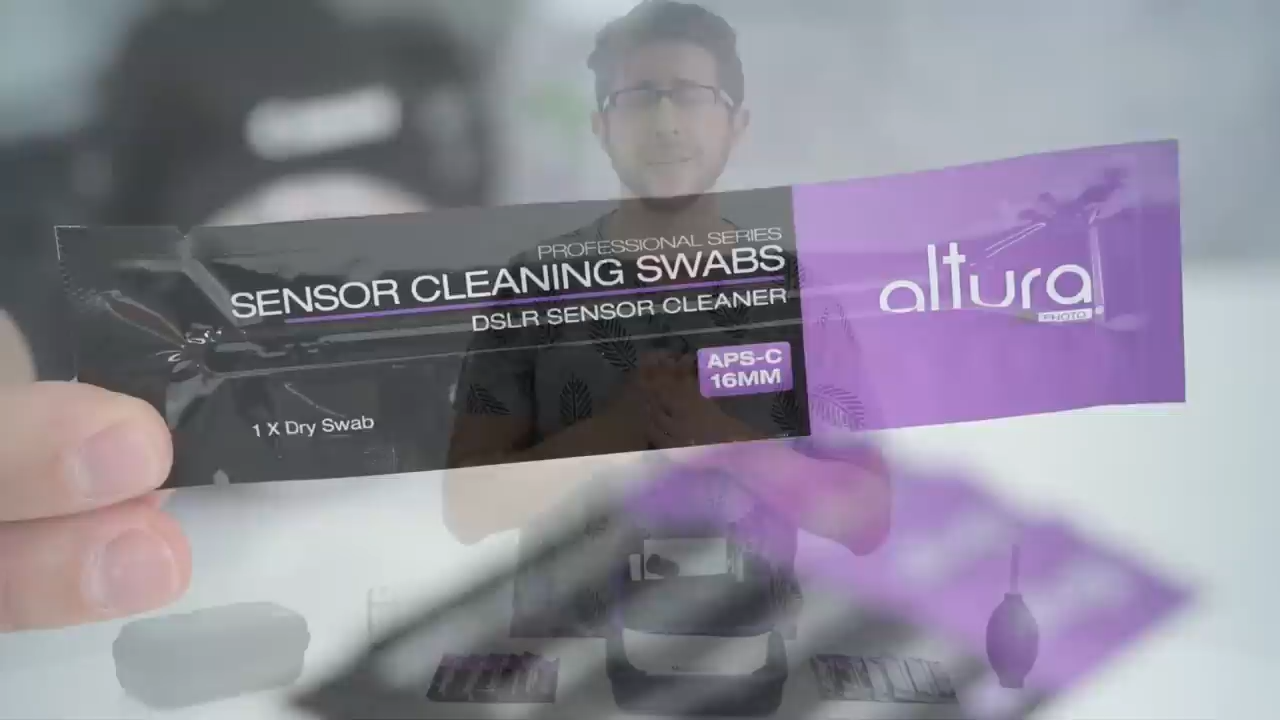 PROFESSIONAL SERIES
SENSOR CLEANING SWABS
DSLR SENSOR CLEANER
APS-C
16MM
1 X Dry Swab
altura
PHOTO